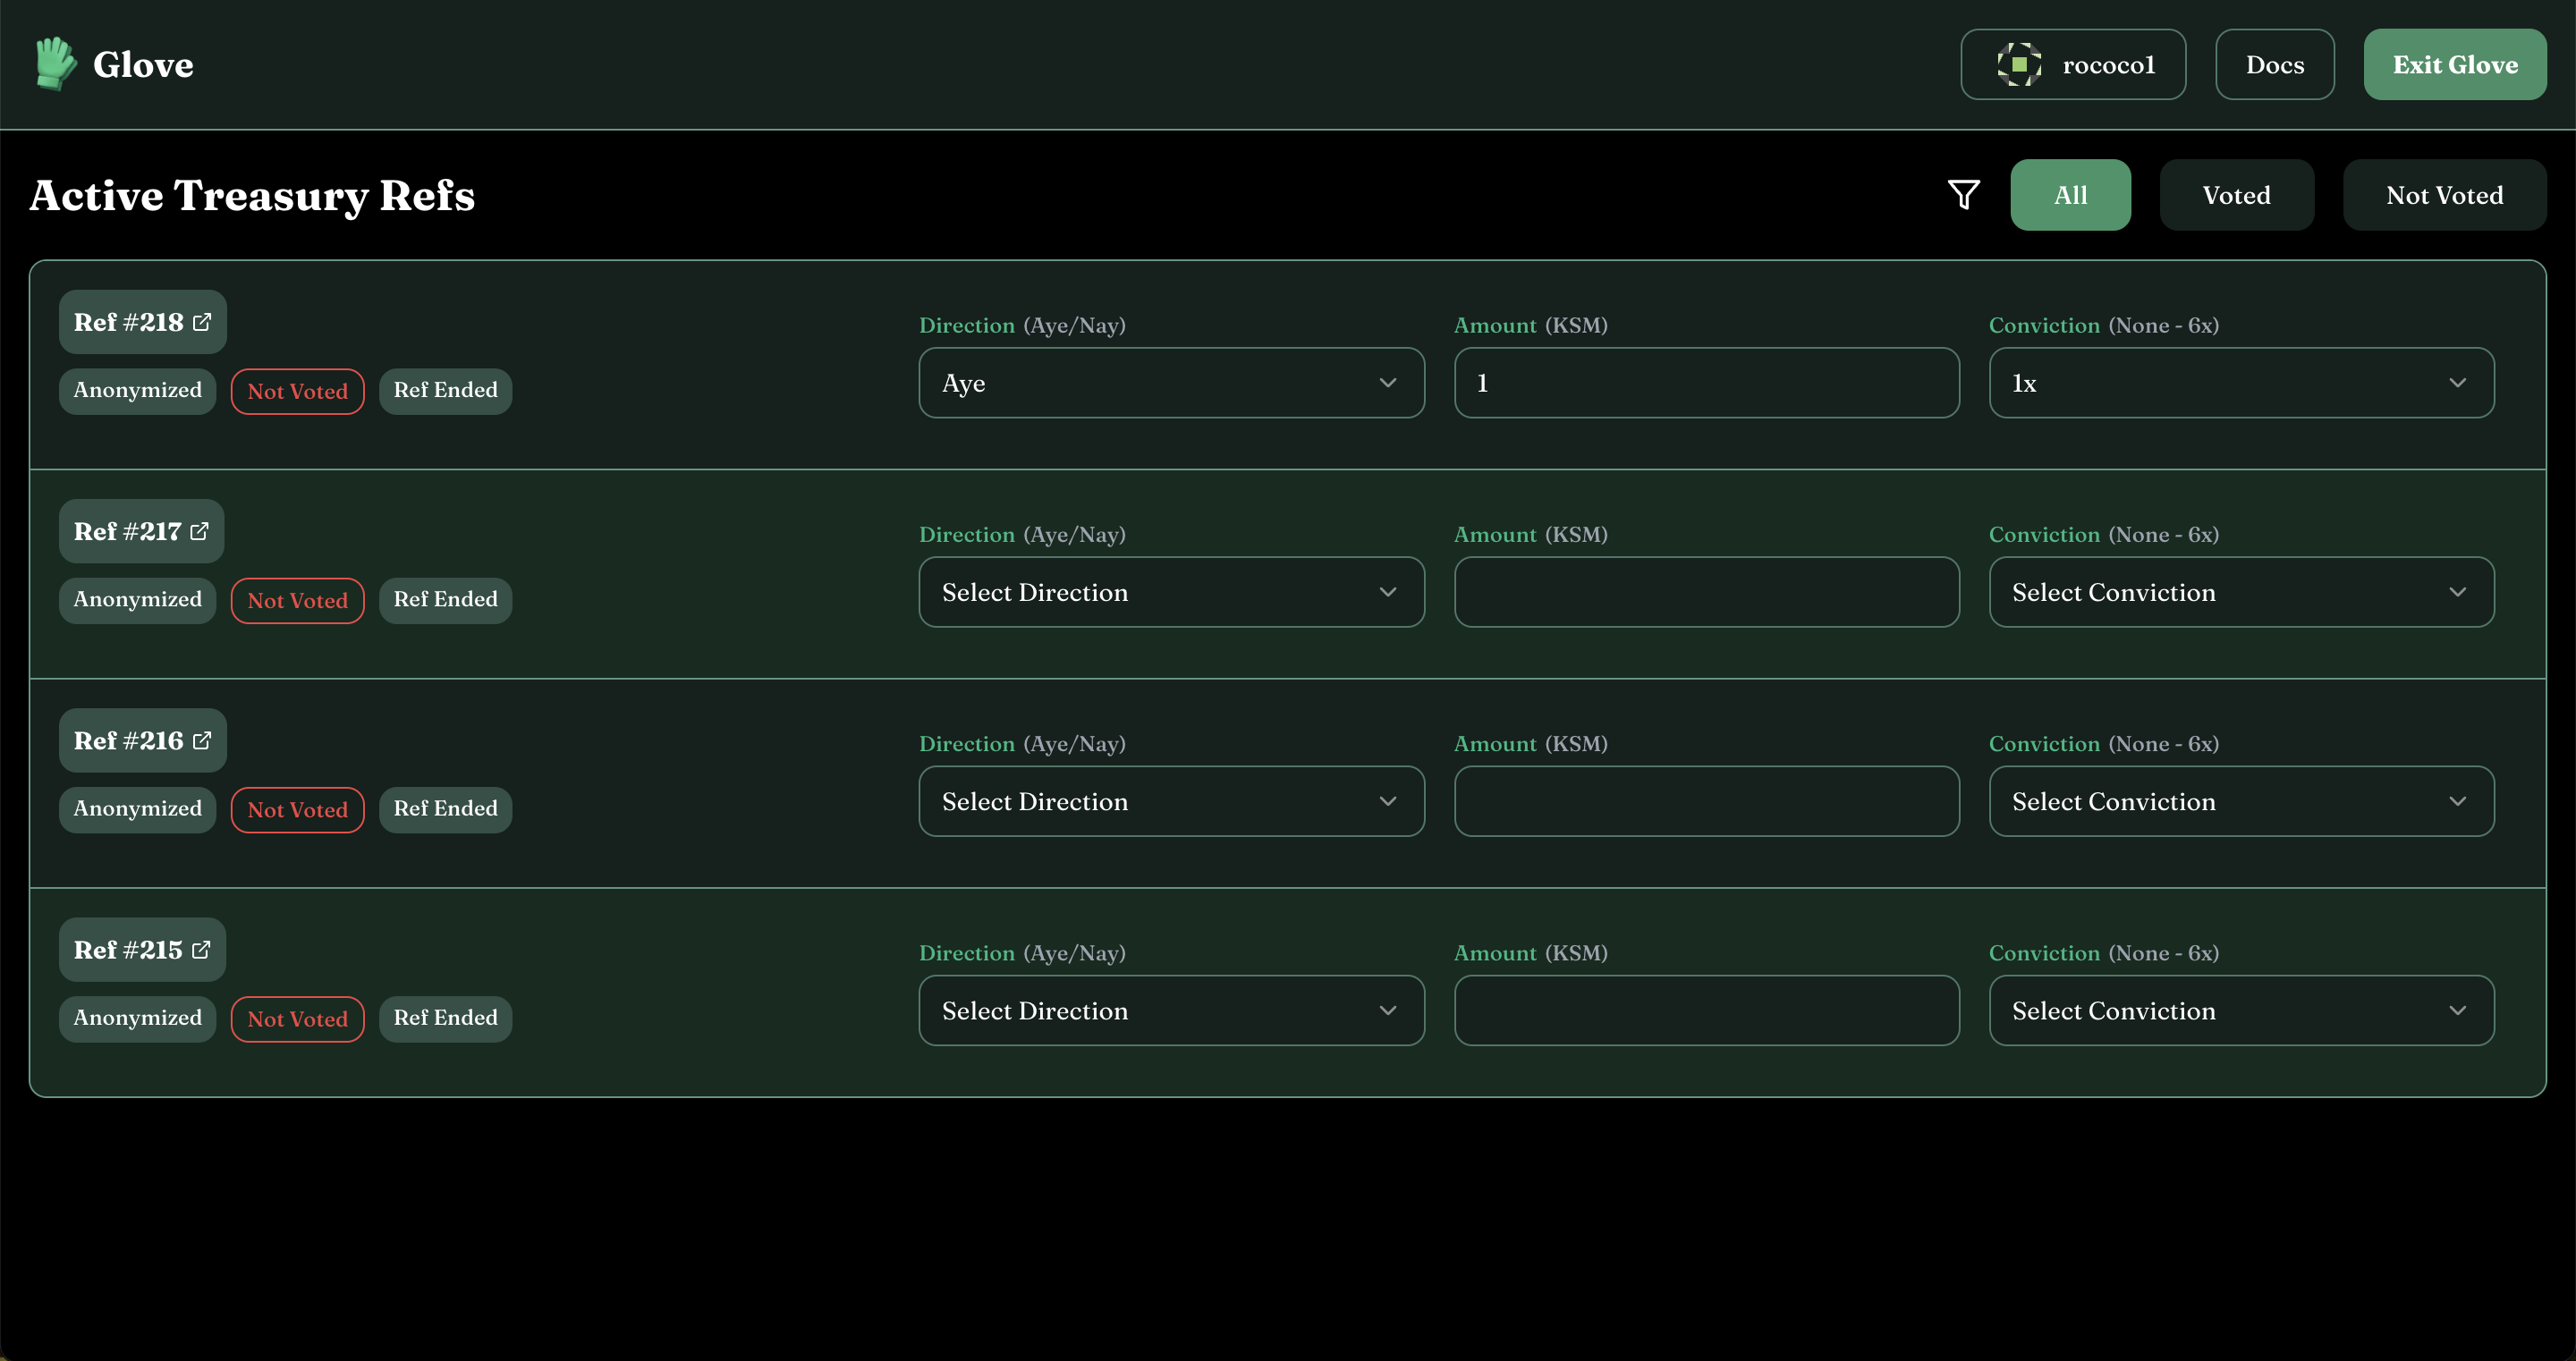 Glove
rococo1
Docs
Exit Glove
Active Treasury Refs
All
Voted
Not Voted
Ref #218
Anonymized
Not Voted
Ref Ended
Direction (Aye/Nay)
Aye
Amount (KSM)
1
Conviction (None - 6x)
1x
Ref #217
Anonymized
Not Voted
Ref Ended
Direction (Aye/Nay)
Select Direction
Amount (KSM)
Conviction (None - 6x)
Select Conviction
Ref #216
Anonymized
Not Voted
Ref Ended
Direction (Aye/Nay)
Select Direction
Amount (KSM)
Conviction (None - 6x)
Select Conviction
Ref #215
Anonymized
Not Voted
Ref Ended
Direction (Aye/Nay)
Select Direction
Amount (KSM)
Conviction (None - 6x)
Select Conviction